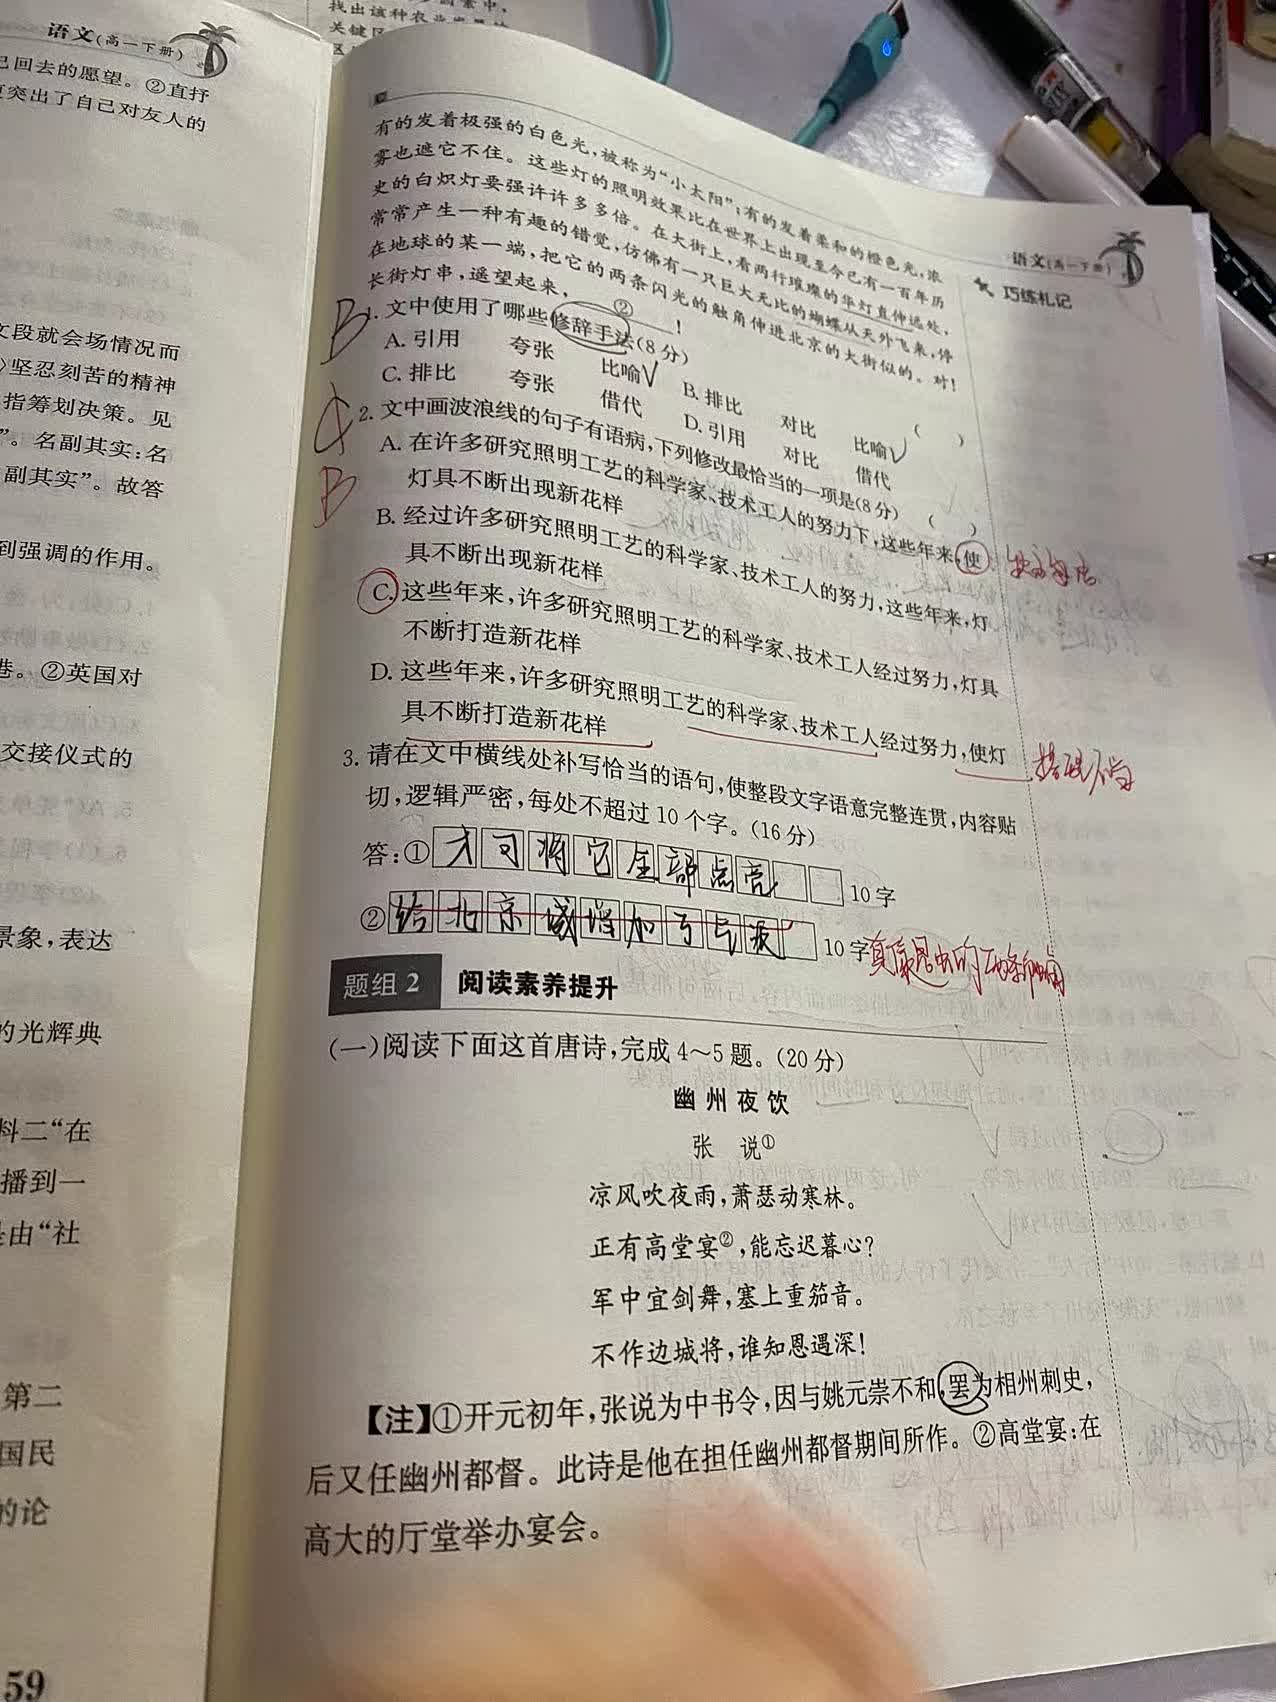 找出该种农业
关键区
语文(高一下册)
己回去的愿望。②直抒
突出了自己对友人的
文段就会场情况而
〉坚忍刻苦的精神
指筹划决策。见
”。名副其实:名
副其实”。故答
到强调的作用。
巷。②英国对
交接仪式的
景象,表达
的光辉典
料二“在
播到一
是由“社
第二
国民
的论
59
语文(高一下册)
巧练札记
有的发着极强的白色光,被称为“小太阳”;有的发着柔和的橙色光,浓
雾也遮它不住。这些灯的照明效果比在世界上出现至今已有一百年历
史的白炽灯要强许许多多倍。在大街上,看两行璀璨的华灯直伸远处,
常常产生一种有趣的错觉,仿佛有一只巨大无比的蝴蝶从天外飞来,停
在地球的某一端,把它的两条闪光的触角伸进北京的大街似的。对!
长街灯串,遥望起来,②!
B
1. 文中使用了哪些修辞手法(8分) ( )
A. 引用 夸张 比喻√ B. 排比 对比 比喻√
C. 排比 夸张 借代 D. 引用 对比 借代
2. 文中画波浪线的句子有语病,下列修改最恰当的一项是(8分) ( )
B
A. 在许多研究照明工艺的科学家、技术工人的努力下,这些年来,使
灯具不断出现新花样
B. 经过许多研究照明工艺的科学家、技术工人的努力,这些年来,灯
具不断出现新花样
C. 这些年来,许多研究照明工艺的科学家、技术工人经过努力,灯具
不断打造新花样
D. 这些年来,许多研究照明工艺的科学家、技术工人经过努力,使灯
具不断打造新花样
搭配不当
3. 请在文中横线处补写恰当的语句,使整段文字语意完整连贯,内容贴
切,逻辑严密,每处不超过10个字。(16分)
答:①才可将它全部点亮 10字
②给北京城增加了 10字
题组2 阅读素养提升
(一)阅读下面这首唐诗,完成4～5题。(20分)
幽州夜饮
张 说①
凉风吹夜雨,萧瑟动寒林。
正有高堂宴②,能忘迟暮心?
军中宜剑舞,塞上重笳音。
不作边城将,谁知恩遇深!
【注】①开元初年,张说为中书令,因与姚元崇不和,罢为相州刺史,
后又任幽州都督。此诗是他在担任幽州都督期间所作。②高堂宴:在
高大的厅堂举办宴会。